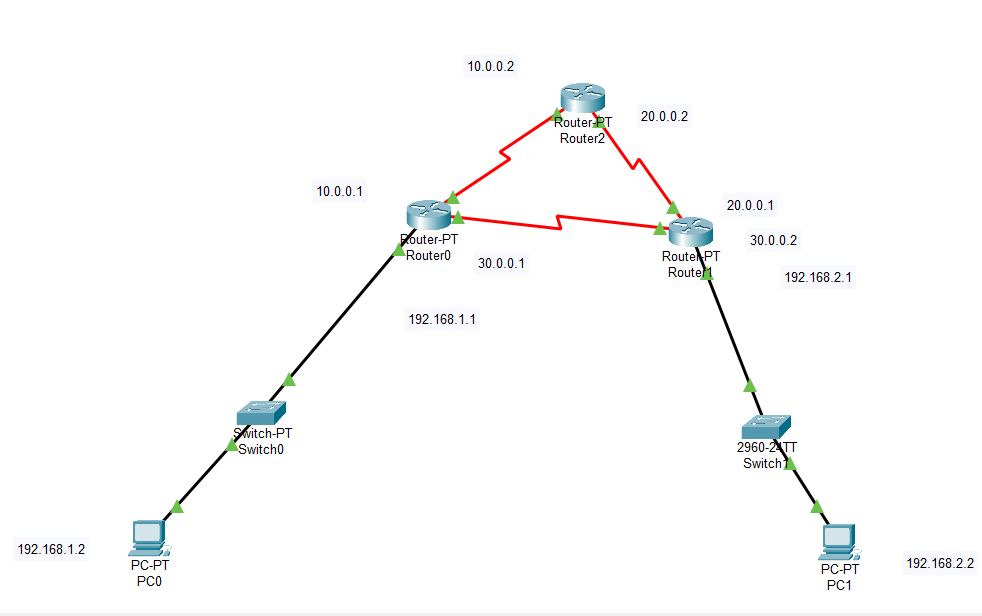 10.0.0.2
Router-PT
Router2
20.0.0.2
10.0.0.1
Router-PT
Router0
30.0.0.1
20.0.0.1
30.0.0.2
Router-PT
Router1
192.168.2.1
192.168.1.1
Switch-PT
Switch0
2960-24TT
Switch1
192.168.1.2
PC-PT
PC0
PC-PT
PC1
192.168.2.2